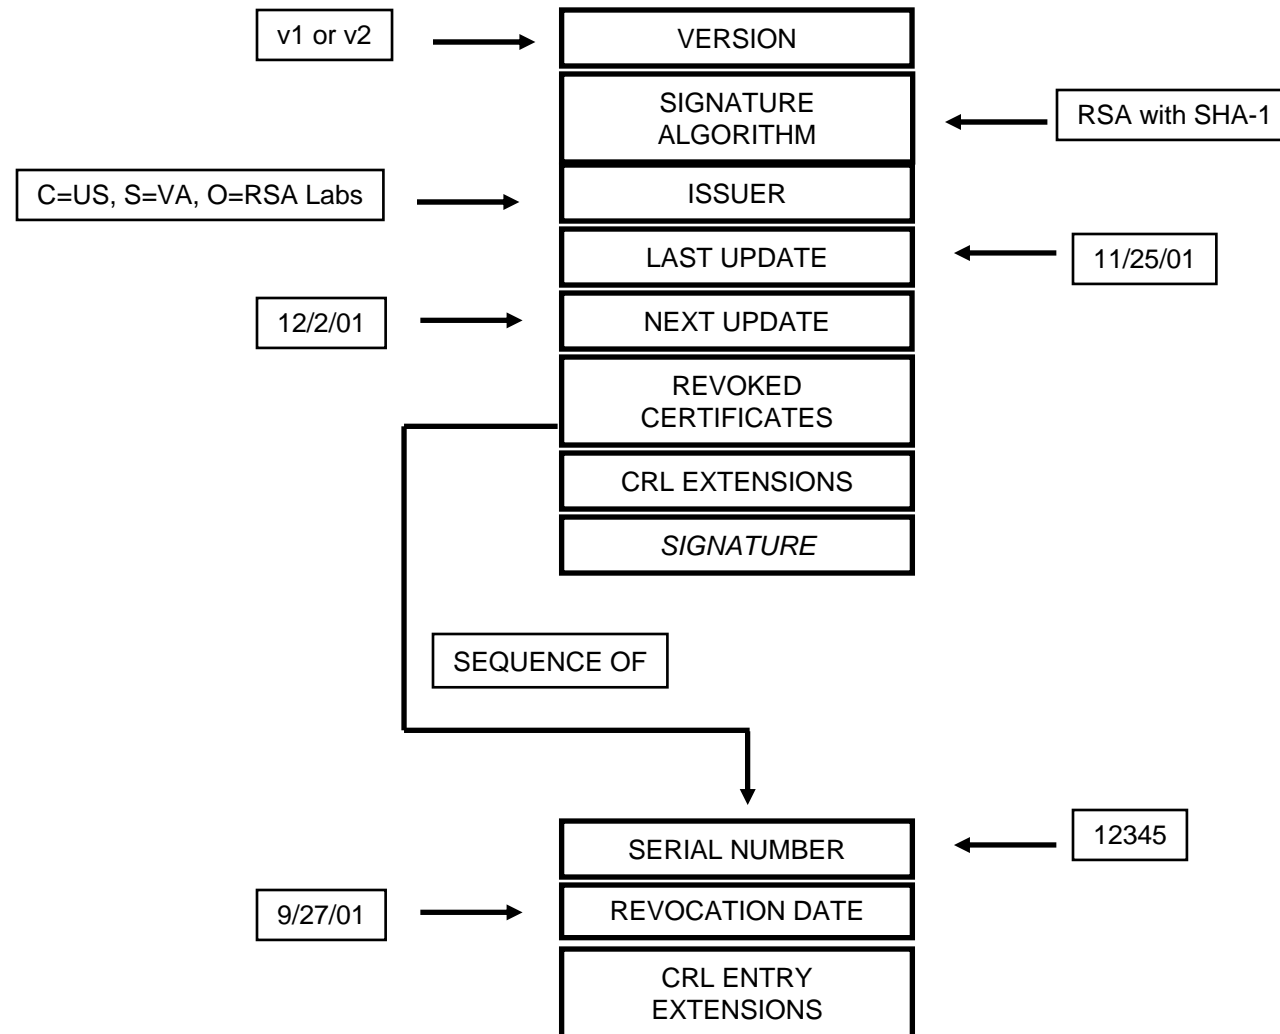 v1 or v2
VERSION
SIGNATURE
ALGORITHM
RSA with SHA-1
C=US, S=VA, O=RSA Labs
ISSUER
LAST UPDATE
11/25/01
12/2/01
NEXT UPDATE
REVOKED
CERTIFICATES
CRL EXTENSIONS
SIGNATURE
SEQUENCE OF
SERIAL NUMBER
12345
9/27/01
REVOCATION DATE
CRL ENTRY
EXTENSIONS